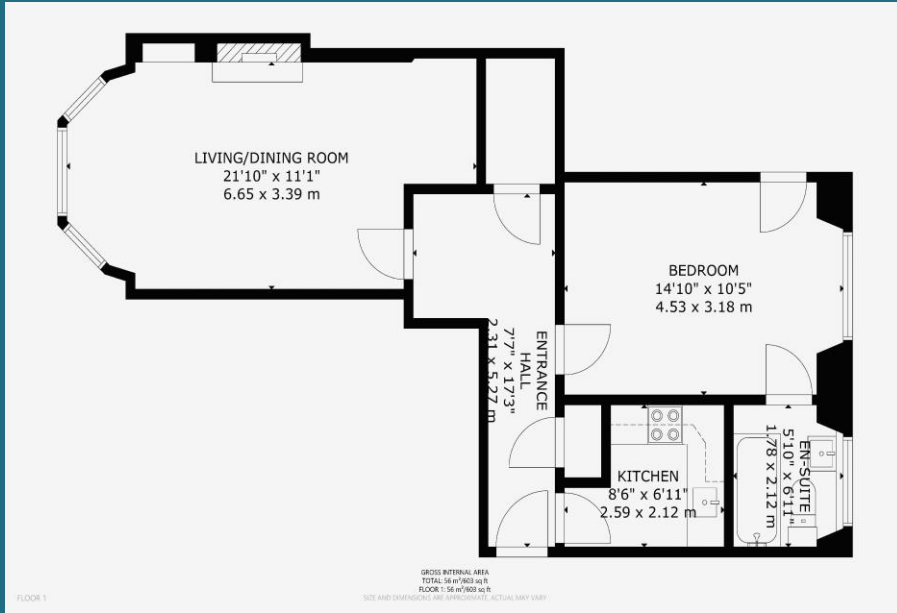 LIVING/DINING ROOM
21'10" x 11'1"
6.65 x 3.39 m
BEDROOM
14'10" x 10'5"
4.53 x 3.18 m
ENTRANCE
HALL
7'7" x 17'3"
2.31 x 5.27 m
KITCHEN
8'6" x 6'11"
2.59 x 2.12 m
EN-SUITE
5'10" x 6'11"
1.78 x 2.12 m
GROSS INTERNAL AREA
TOTAL: 56 m²/603 sq ft
FLOOR 1: 56 m²/603 sq ft
FLOOR 1
SIZE AND DIMENSIONS ARE APPROXIMATE, ACTUAL MAY VARY